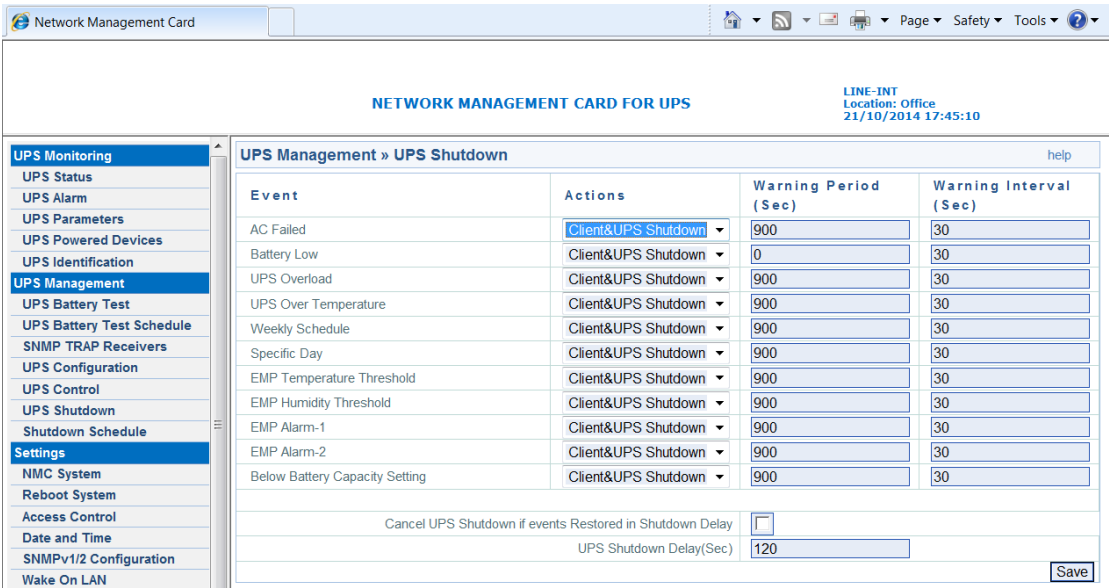 Network Management Card
Page Safety Tools
NETWORK MANAGEMENT CARD FOR UPS
LINE-INT
Location: Office
21/10/2014 17:45:10
UPS Monitoring
UPS Status
UPS Alarm
UPS Parameters
UPS Powered Devices
UPS Identification
UPS Management
UPS Battery Test
UPS Battery Test Schedule
SNMP TRAP Receivers
UPS Configuration
UPS Control
UPS Shutdown
Shutdown Schedule
Settings
NMC System
Reboot System
Access Control
Date and Time
SNMPv1/2 Configuration
Wake On LAN
UPS Management » UPS Shutdown help
Event Actions Warning Period (Sec) Warning Interval (Sec)
AC Failed Client&UPS Shutdown 900 30
Battery Low Client&UPS Shutdown 0 30
UPS Overload Client&UPS Shutdown 900 30
UPS Over Temperature Client&UPS Shutdown 900 30
Weekly Schedule Client&UPS Shutdown 900 30
Specific Day Client&UPS Shutdown 900 30
EMP Temperature Threshold Client&UPS Shutdown 900 30
EMP Humidity Threshold Client&UPS Shutdown 900 30
EMP Alarm-1 Client&UPS Shutdown 900 30
EMP Alarm-2 Client&UPS Shutdown 900 30
Below Battery Capacity Setting Client&UPS Shutdown 900 30
Cancel UPS Shutdown if events Restored in Shutdown Delay
UPS Shutdown Delay(Sec) 120
Save